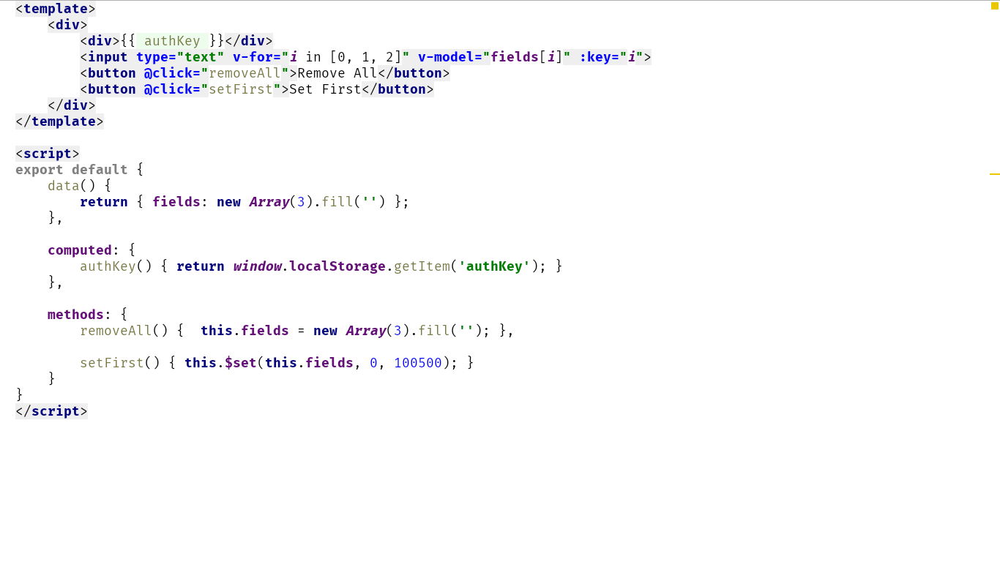 <template>
    <div>
        <div>{{ authKey }}</div>
        <input type="text" v-for="i in [0, 1, 2]" v-model="fields[i]" :key="i">
        <button @click="removeAll">Remove All</button>
        <button @click="setFirst">Set First</button>
    </div>
</template>

<script>
export default {
    data() {
        return { fields: new Array(3).fill('') };
    },

    computed: {
        authKey() { return window.localStorage.getItem('authKey'); }
    },

    methods: {
        removeAll() {  this.fields = new Array(3).fill(''); },

        setFirst() { this.$set(this.fields, 0, 100500); }
    }
}
</script>